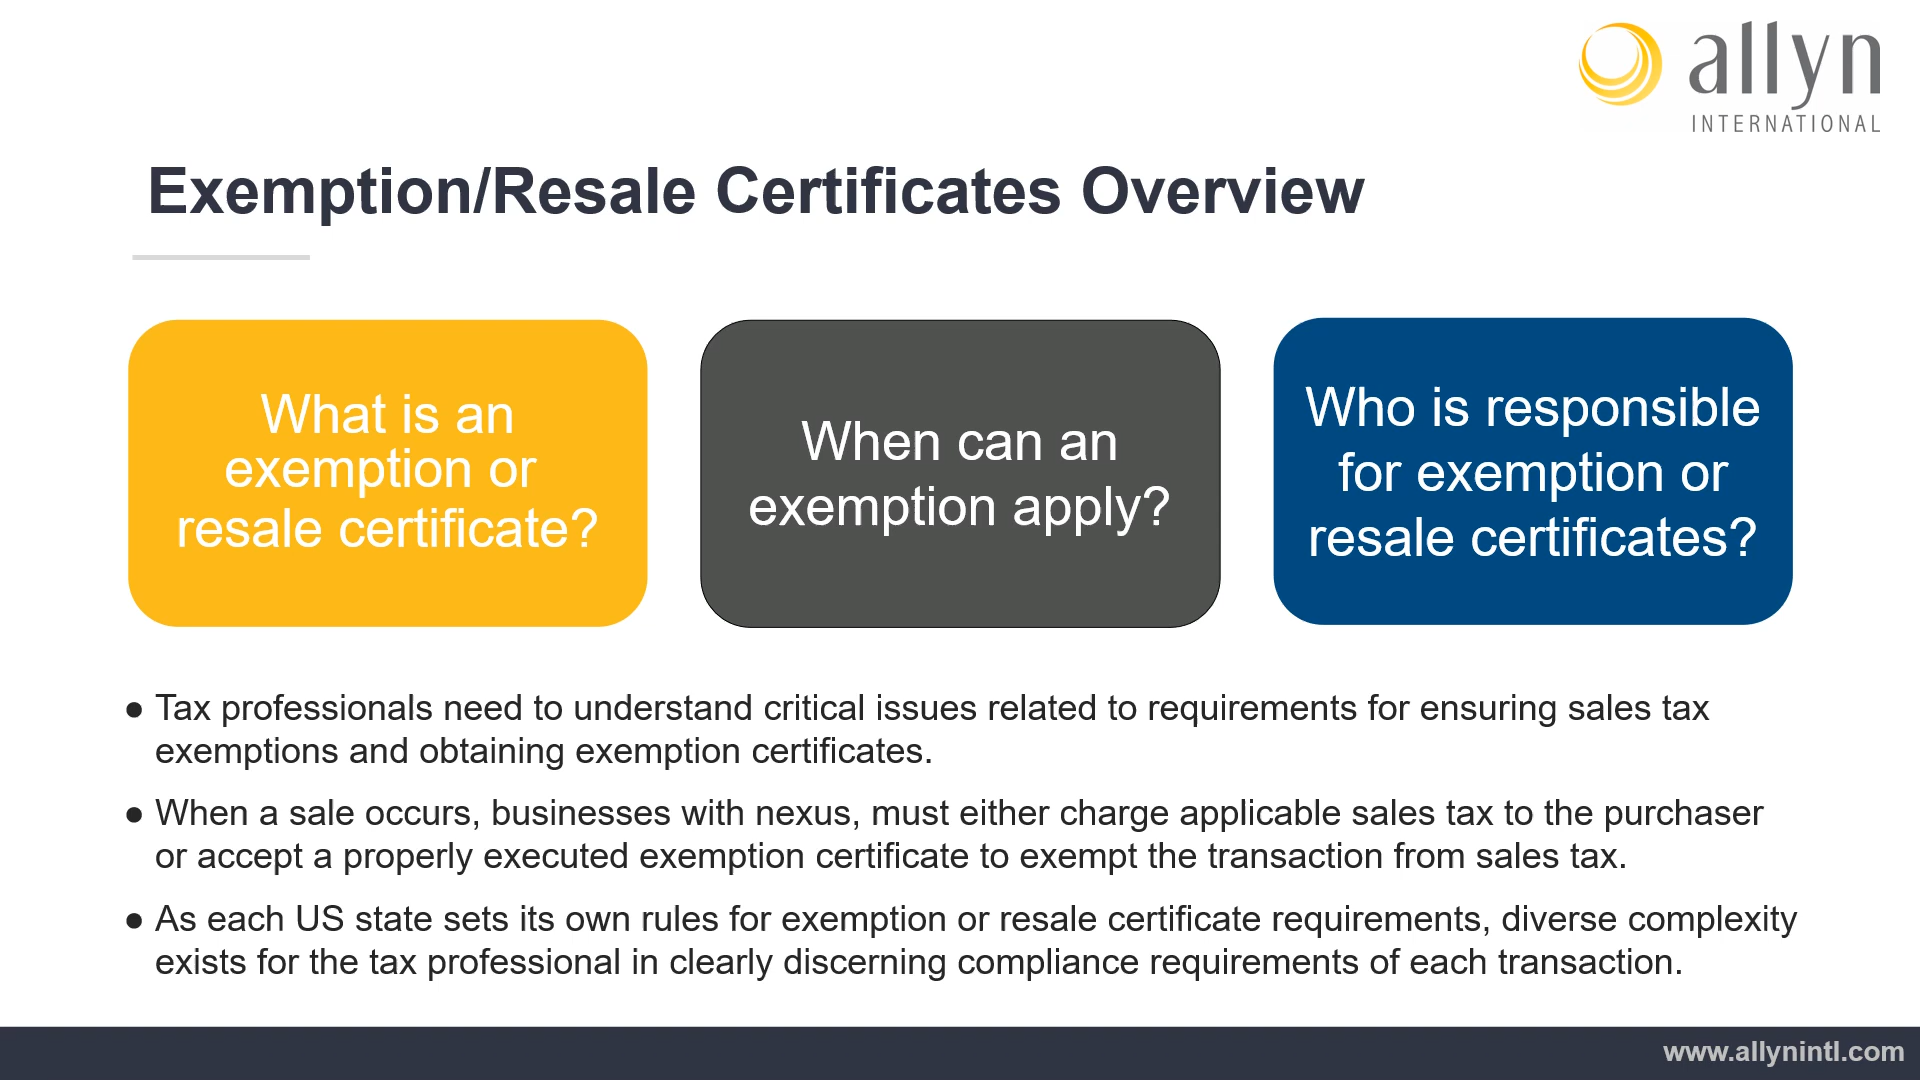 allyn
INTERNATIONAL
Exemption/Resale Certificates Overview
What is an
exemption or
resale certificate?
When can an
exemption apply?
Who is responsible
for exemption or
resale certificates?
● Tax professionals need to understand critical issues related to requirements for ensuring sales tax
exemptions and obtaining exemption certificates.
● When a sale occurs, businesses with nexus, must either charge applicable sales tax to the purchaser
or accept a properly executed exemption certificate to exempt the transaction from sales tax.
● As each US state sets its own rules for exemption or resale certificate requirements, diverse complexity
exists for the tax professional in clearly discerning compliance requirements of each transaction.
www.allynintl.com